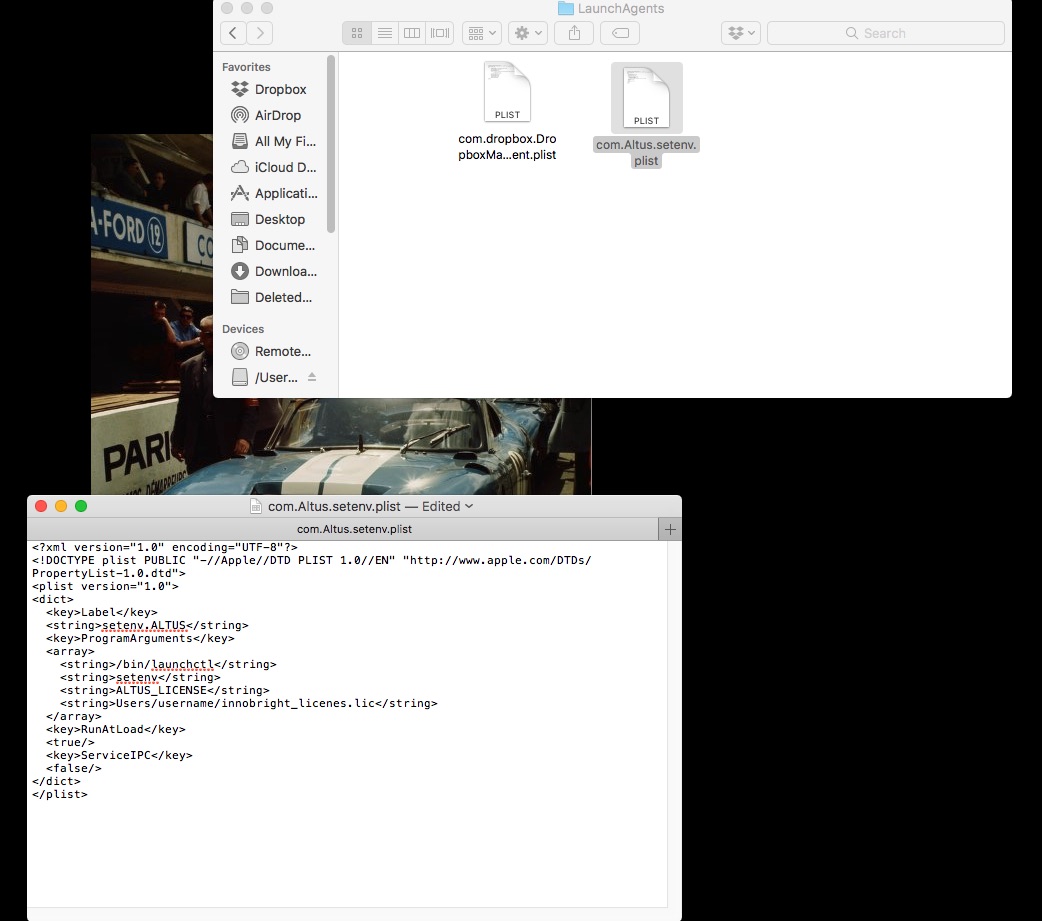 LaunchAgents
Search
Favorites
Dropbox
AirDrop
All My Fi...
iCloud D...
Applicati...
Desktop
Docume...
Downloa...
Deleted...
Devices
Remote...
/User...
PLIST
com.dropbox.Dro
pboxMa...ent.plist
PLIST
com.Altus.setenv.
plist
A-FORD 12
CO
PARIS
com.Altus.setenv.plist — Edited
com.Altus.setenv.plist
<?xml version="1.0" encoding="UTF-8"?>
<!DOCTYPE plist PUBLIC "-//Apple//DTD PLIST 1.0//EN" "http://www.apple.com/DTDs/
PropertyList-1.0.dtd">
<plist version="1.0">
<dict>
  <key>Label</key>
  <string>setenv.ALTUS</string>
  <key>ProgramArguments</key>
  <array>
    <string>/bin/launchctl</string>
    <string>setenv</string>
    <string>ALTUS_LICENSE</string>
    <string>Users/username/innobright_licenes.lic</string>
  </array>
  <key>RunAtLoad</key>
  <true/>
  <key>ServiceIPC</key>
  <false/>
</dict>
</plist>